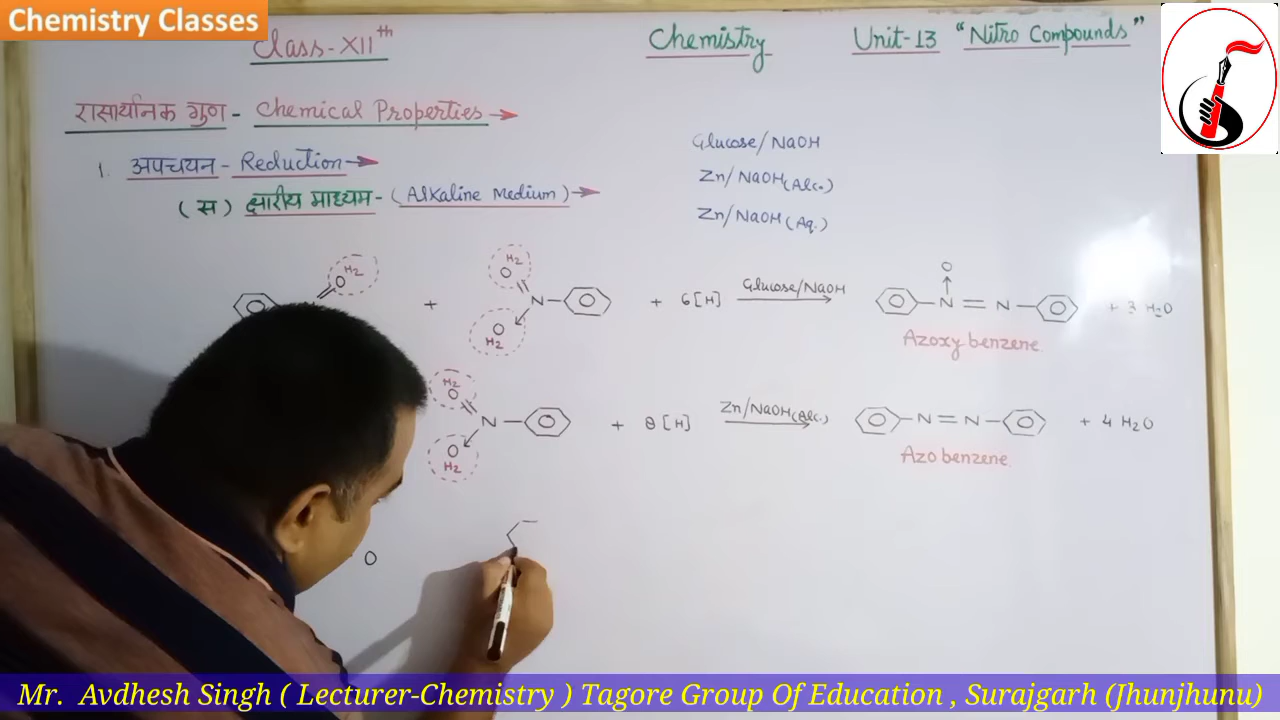 Chemistry Classes
Class-XIIth Chemistry Unit-13 "Nitro Compounds"
रासायनिक गुण - Chemical Properties →
1. अपचयन - Reduction →
(स) क्षारीय माध्यम - (Alkaline Medium) →
Glucose/NaOH
Zn/NaOH(Alc.)
Zn/NaOH(Aq.)
O H2 + O H2 N O H2 + 6[H] Glucose/NaOH → O N = N + 3 H2O
Azoxy benzene.
O H2 N O H2 + 8[H] Zn/NaOH(Alc.) → N = N + 4 H2O
Azobenzene.
O
Mr. Avdhesh Singh ( Lecturer-Chemistry ) Tagore Group Of Education , Surajgarh (Jhunjhunu)